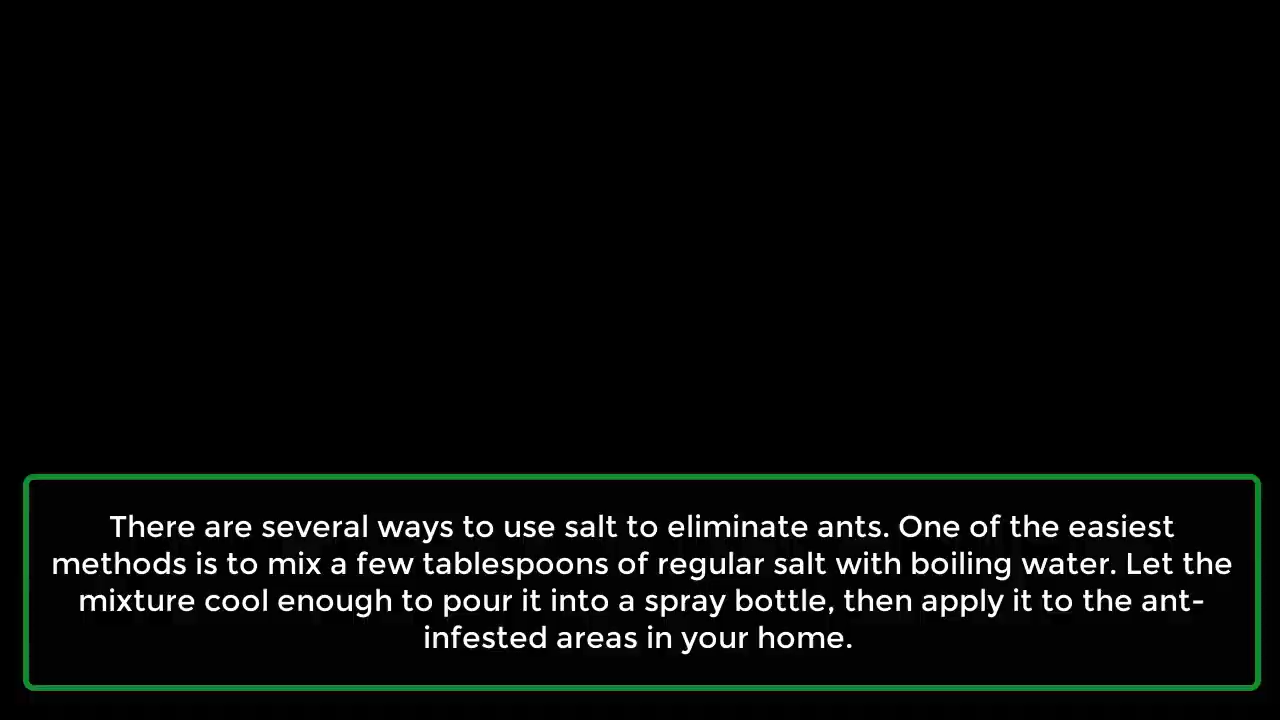 There are several ways to use salt to eliminate ants. One of the easiest
methods is to mix a few tablespoons of regular salt with boiling water. Let the
mixture cool enough to pour it into a spray bottle, then apply it to the ant-
infested areas in your home.